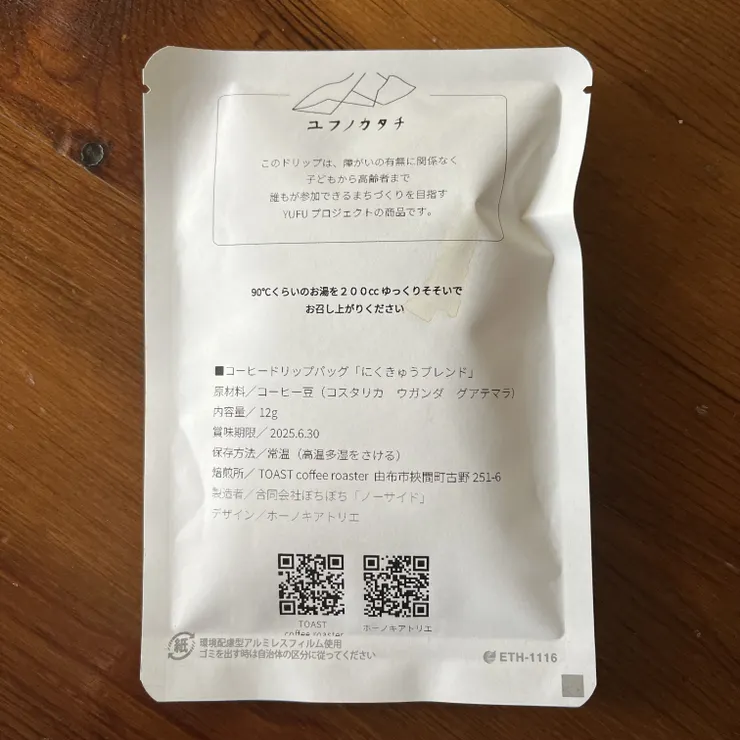 ユフノカタチ
このドリップは、障がいの有無に関係なく
子どもから高齢者まで
誰もが参加できるまちづくりを目指す
YUFU プロジェクトの商品です。
90℃くらいのお湯を２００cc ゆっくりそそいで
お召し上がりください
■コーヒードリップバッグ「にくきゅうブレンド」
原材料／コーヒー豆（コスタリカ　ウガンダ　グアテマラ）
内容量／ 12g
賞味期限／ 2025.6.30
保存方法／常温（高温多湿をさける）
焙煎所／ TOAST coffee roaster 由布市挾間町古野 251-6
製造者／合同会社ぽちぽち「ノーサイド」
デザイン／ホーノキアトリエ
TOAST
coffee roaster
ホーノキアトリエ
紙
環境配慮型アルミレスフィルム使用
ゴミを出す時は自治体の区分に従ってください
ETH-1116